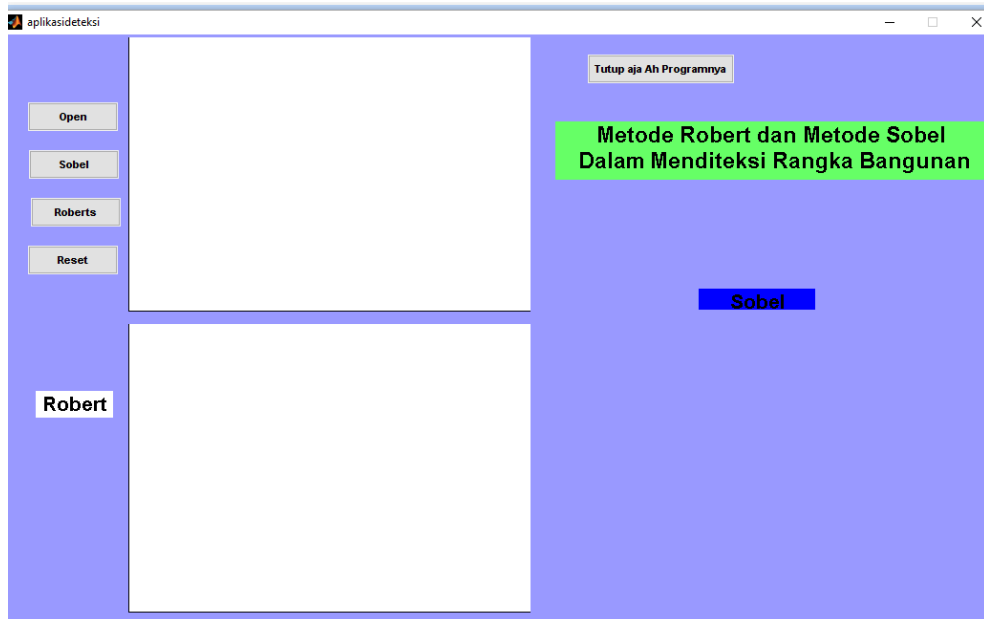 aplikasideteksi
Tutup aja Ah Programnya
Open
Metode Robert dan Metode Sobel
Dalam Menditeksi Rangka Bangunan
Sobel
Roberts
Reset
Sobel
Robert